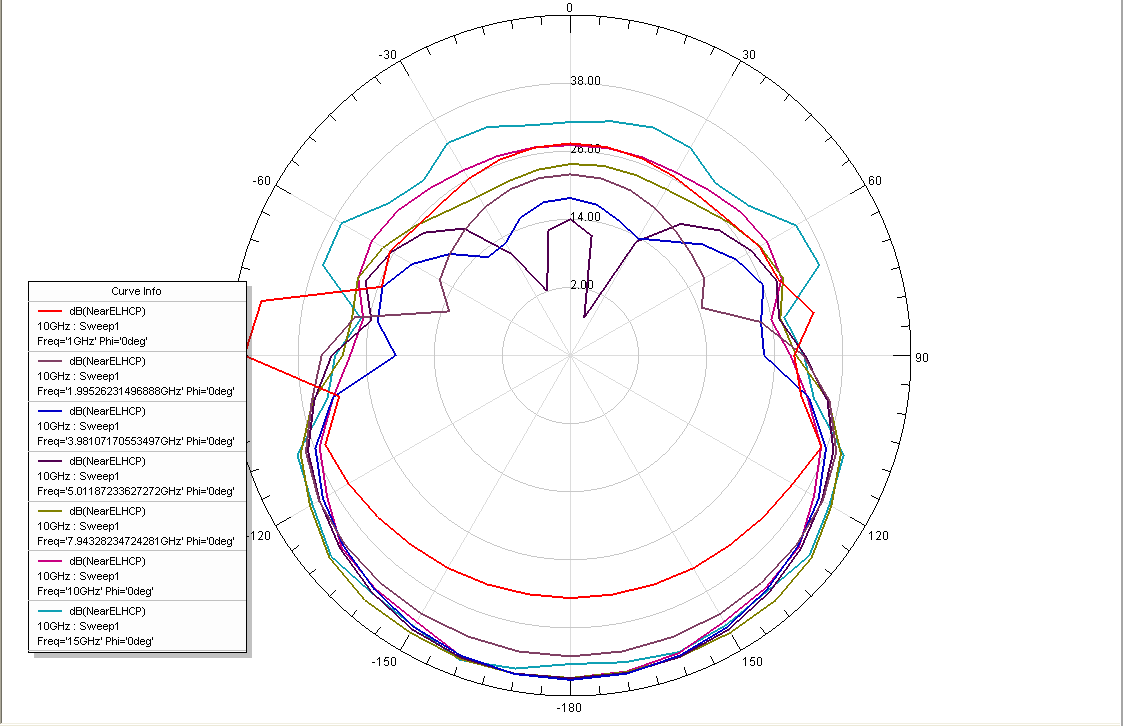 0
-30
30
38.00
26.00
-60
60
14.00
2.00
90
-120
120
-150
150
-180
Curve Info
dB(NearELHCP)
10GHz : Sweep1
Freq='1GHz' Phi='0deg'
dB(NearELHCP)
10GHz : Sweep1
Freq='1.99526231496888GHz' Phi='0deg'
dB(NearELHCP)
10GHz : Sweep1
Freq='3.98107170553497GHz' Phi='0deg'
dB(NearELHCP)
10GHz : Sweep1
Freq='5.01187233627272GHz' Phi='0deg'
dB(NearELHCP)
10GHz : Sweep1
Freq='7.94328234724281GHz' Phi='0deg'
dB(NearELHCP)
10GHz : Sweep1
Freq='10GHz' Phi='0deg'
dB(NearELHCP)
10GHz : Sweep1
Freq='15GHz' Phi='0deg'